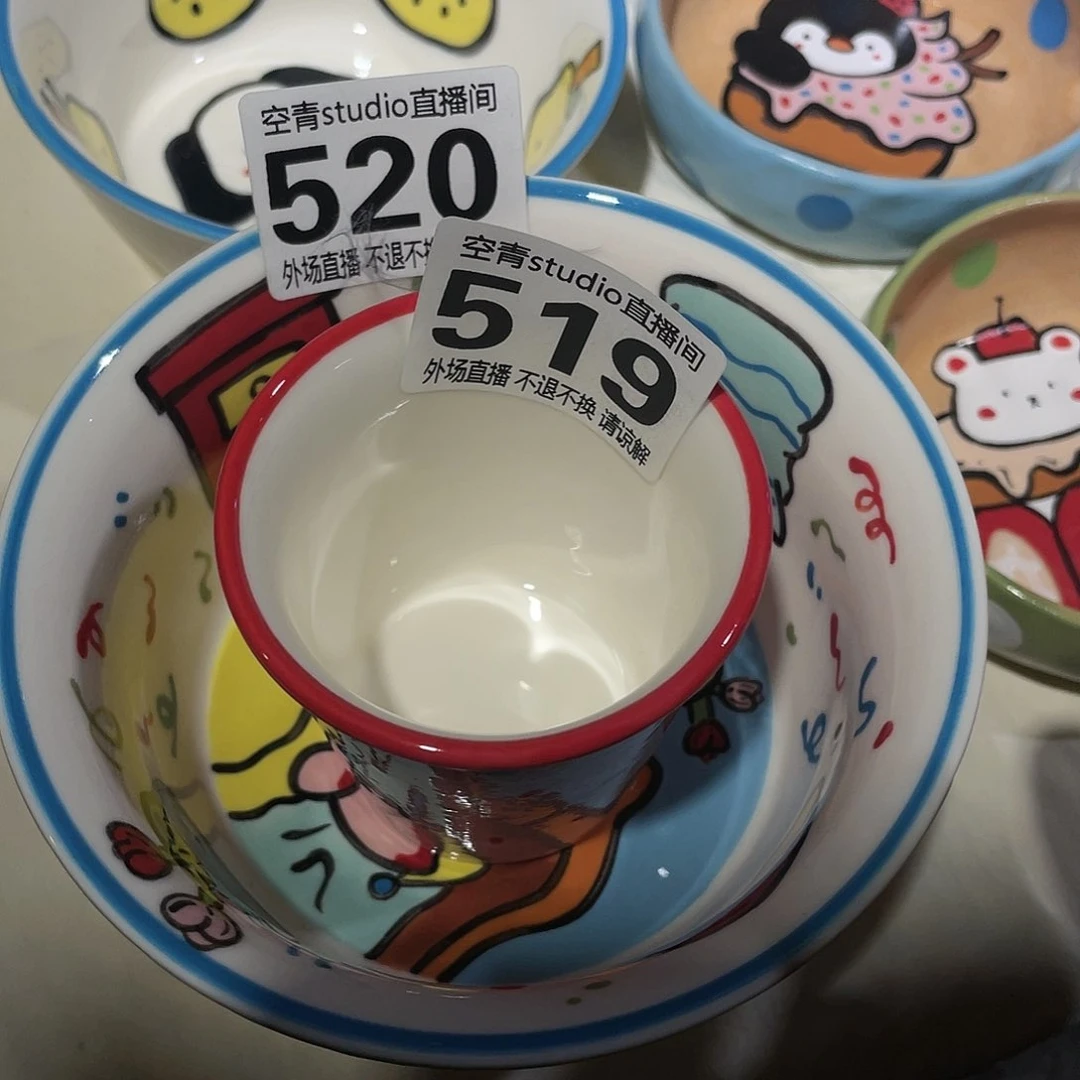 空青studio直播间
520
外场直播 不退不
空青studio直播间
519
外场直播 不退不换 请谅解